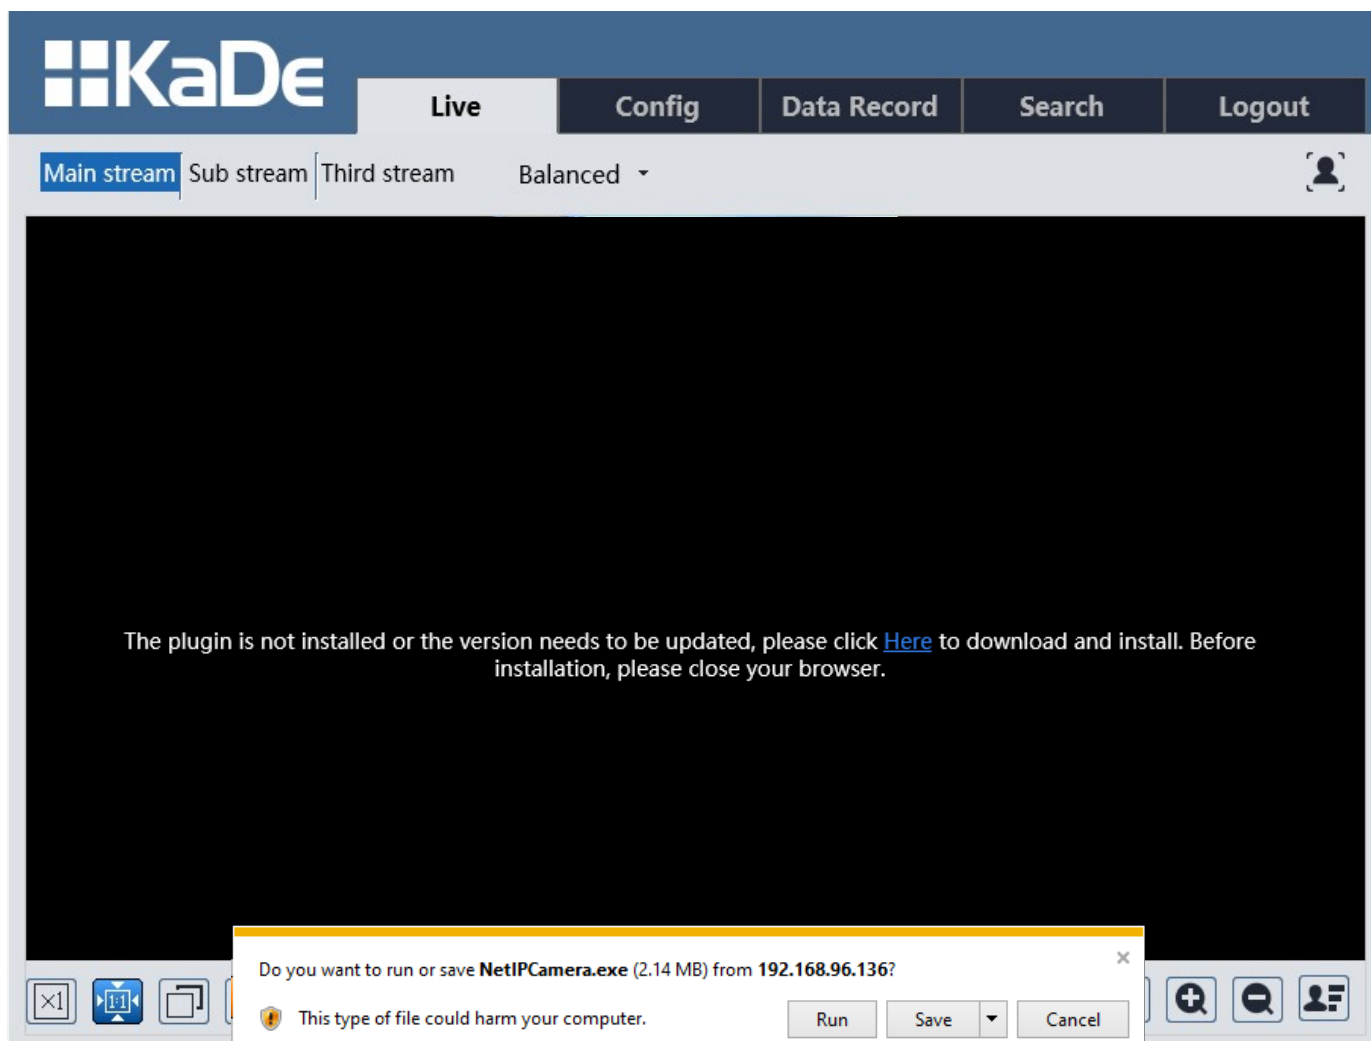 KaDe
Live Config Data Record Search Logout
Main stream Sub stream Third stream Balanced
The plugin is not installed or the version needs to be updated, please click Here to download and install. Before
installation, please close your browser.
Do you want to run or save NetIPCamera.exe (2.14 MB) from 192.168.96.136?
×1 1:1
This type of file could harm your computer. Run Save Cancel